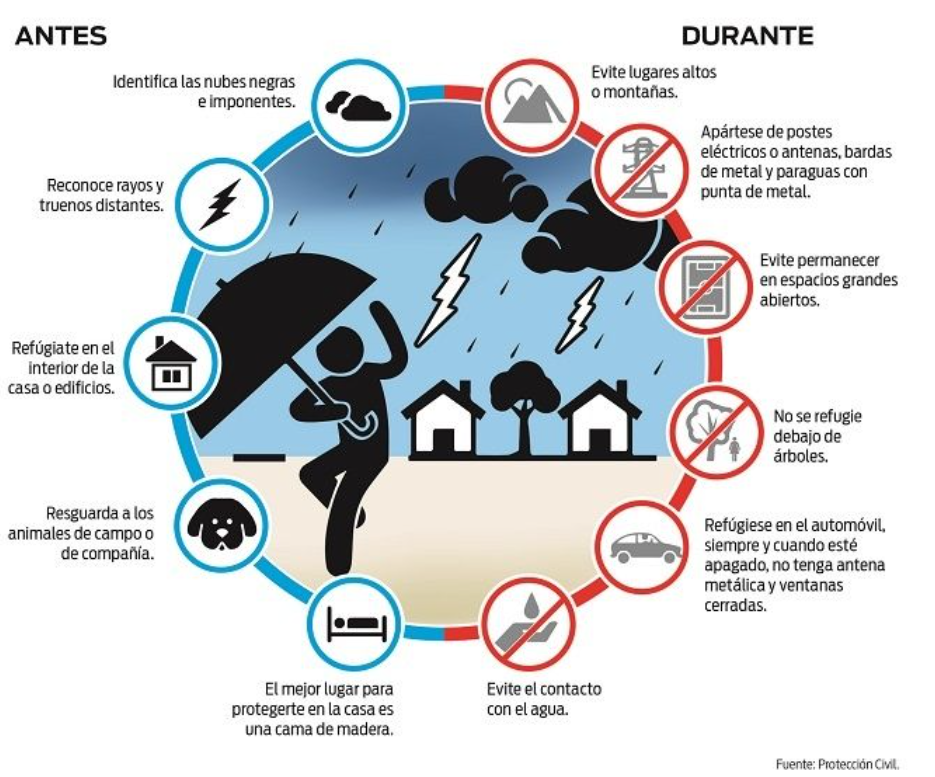 ANTES
Identifica las nubes negras
e imponentes.
Reconoce rayos y
truenos distantes.
Refúgiate en el
interior de la
casa o edificios.
Resguarda a los
animales de campo o
de compañía.
El mejor lugar para
protegerte en la casa es
una cama de madera.
DURANTE
Evite lugares altos
o montañas.
Apártese de postes
eléctricos o antenas, bardas
de metal y paraguas con
punta de metal.
Evite permanecer
en espacios grandes
abiertos.
No se refugie
debajo de
árboles.
Refúgiese en el automóvil,
siempre y cuando esté
apagado, no tenga antena
metálica y ventanas
cerradas.
Evite el contacto
con el agua.
Fuente: Protección Civil.